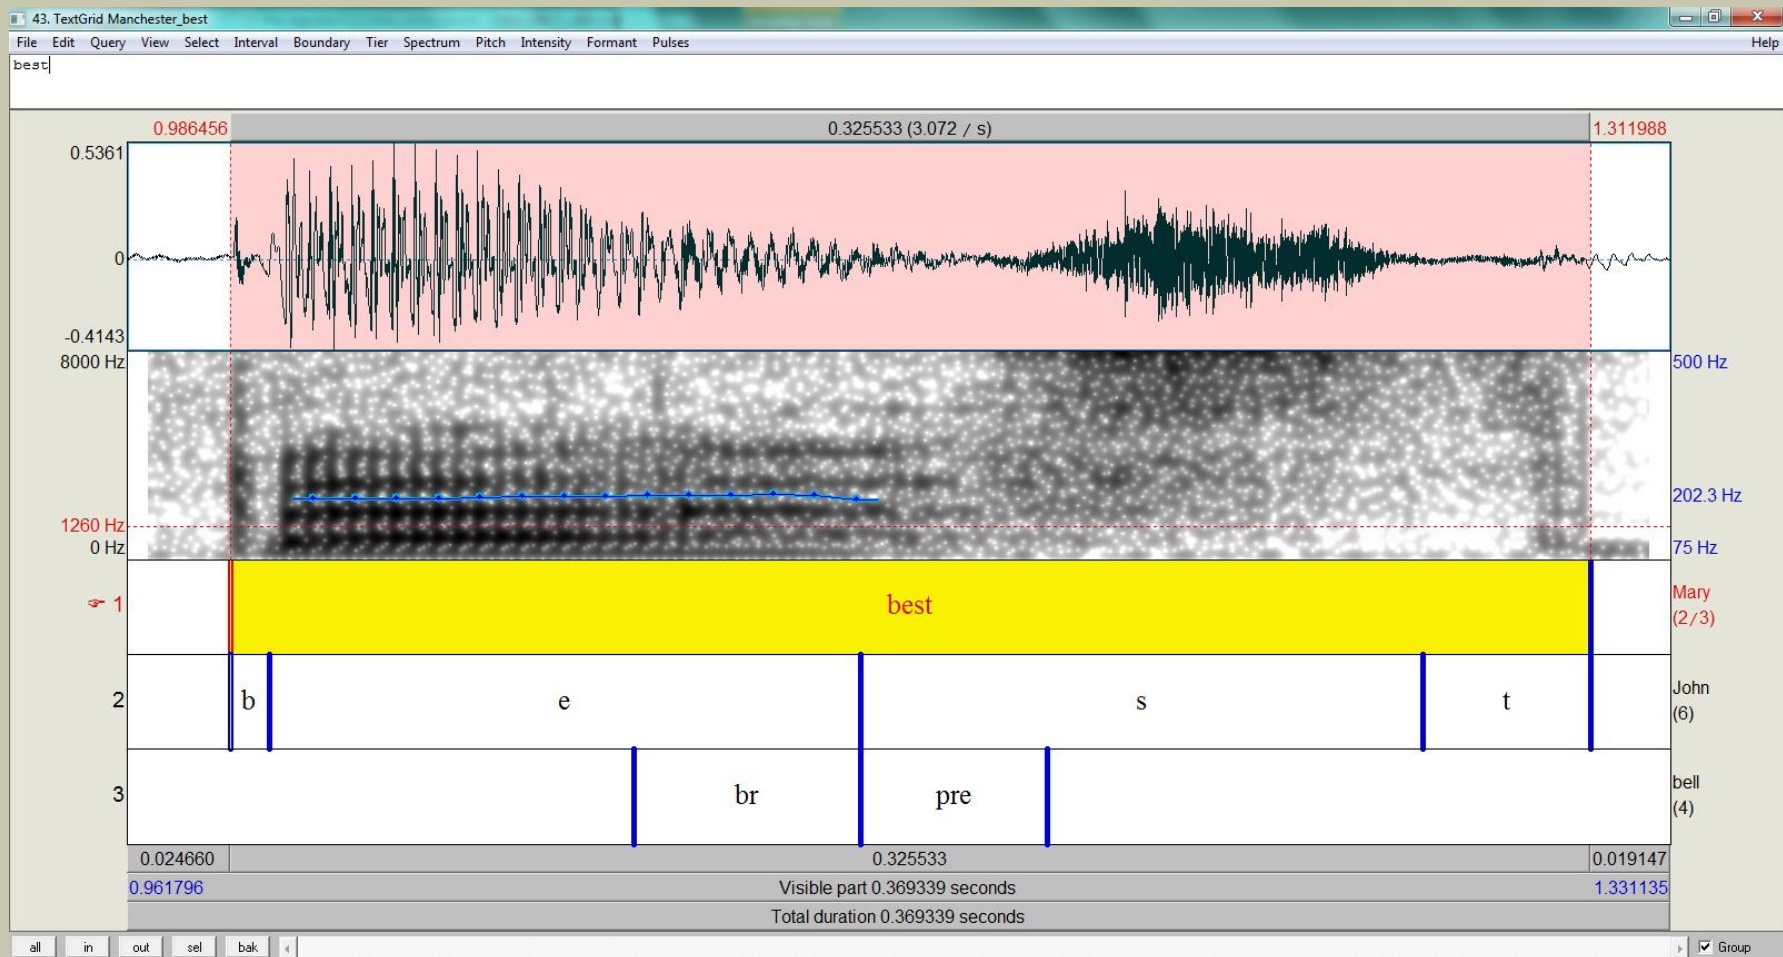 43. TextGrid Manchester_best
File Edit Query View Select Interval Boundary Tier Spectrum Pitch Intensity Formant Pulses Help
best
0.986456 0.325533 (3.072 / s) 1.311988
0.5361
0
-0.4143
8000 Hz 500 Hz
202.3 Hz
1260 Hz
0 Hz 75 Hz
☞ 1 best Mary
(2/3)
2 b e s t John
(6)
3 br pre bell
(4)
0.024660 0.325533 0.019147
0.961796 Visible part 0.369339 seconds 1.331135
Total duration 0.369339 seconds
all in out sel bak Group